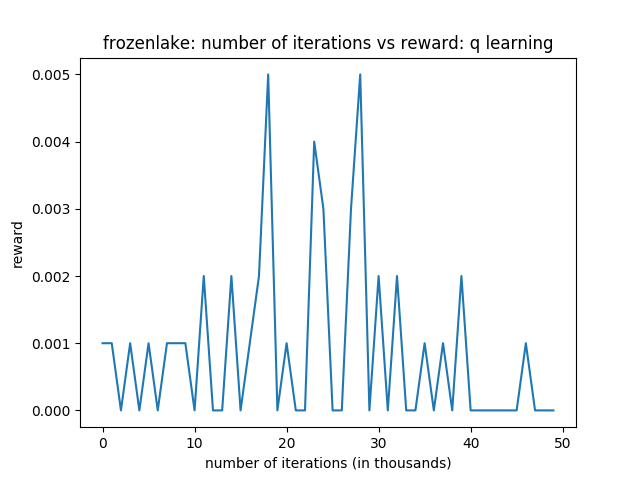 frozenlake: number of iterations vs reward: q learning
0.005
0.004
0.003
0.002
0.001
0.000
reward
0 10 20 30 40 50
number of iterations (in thousands)